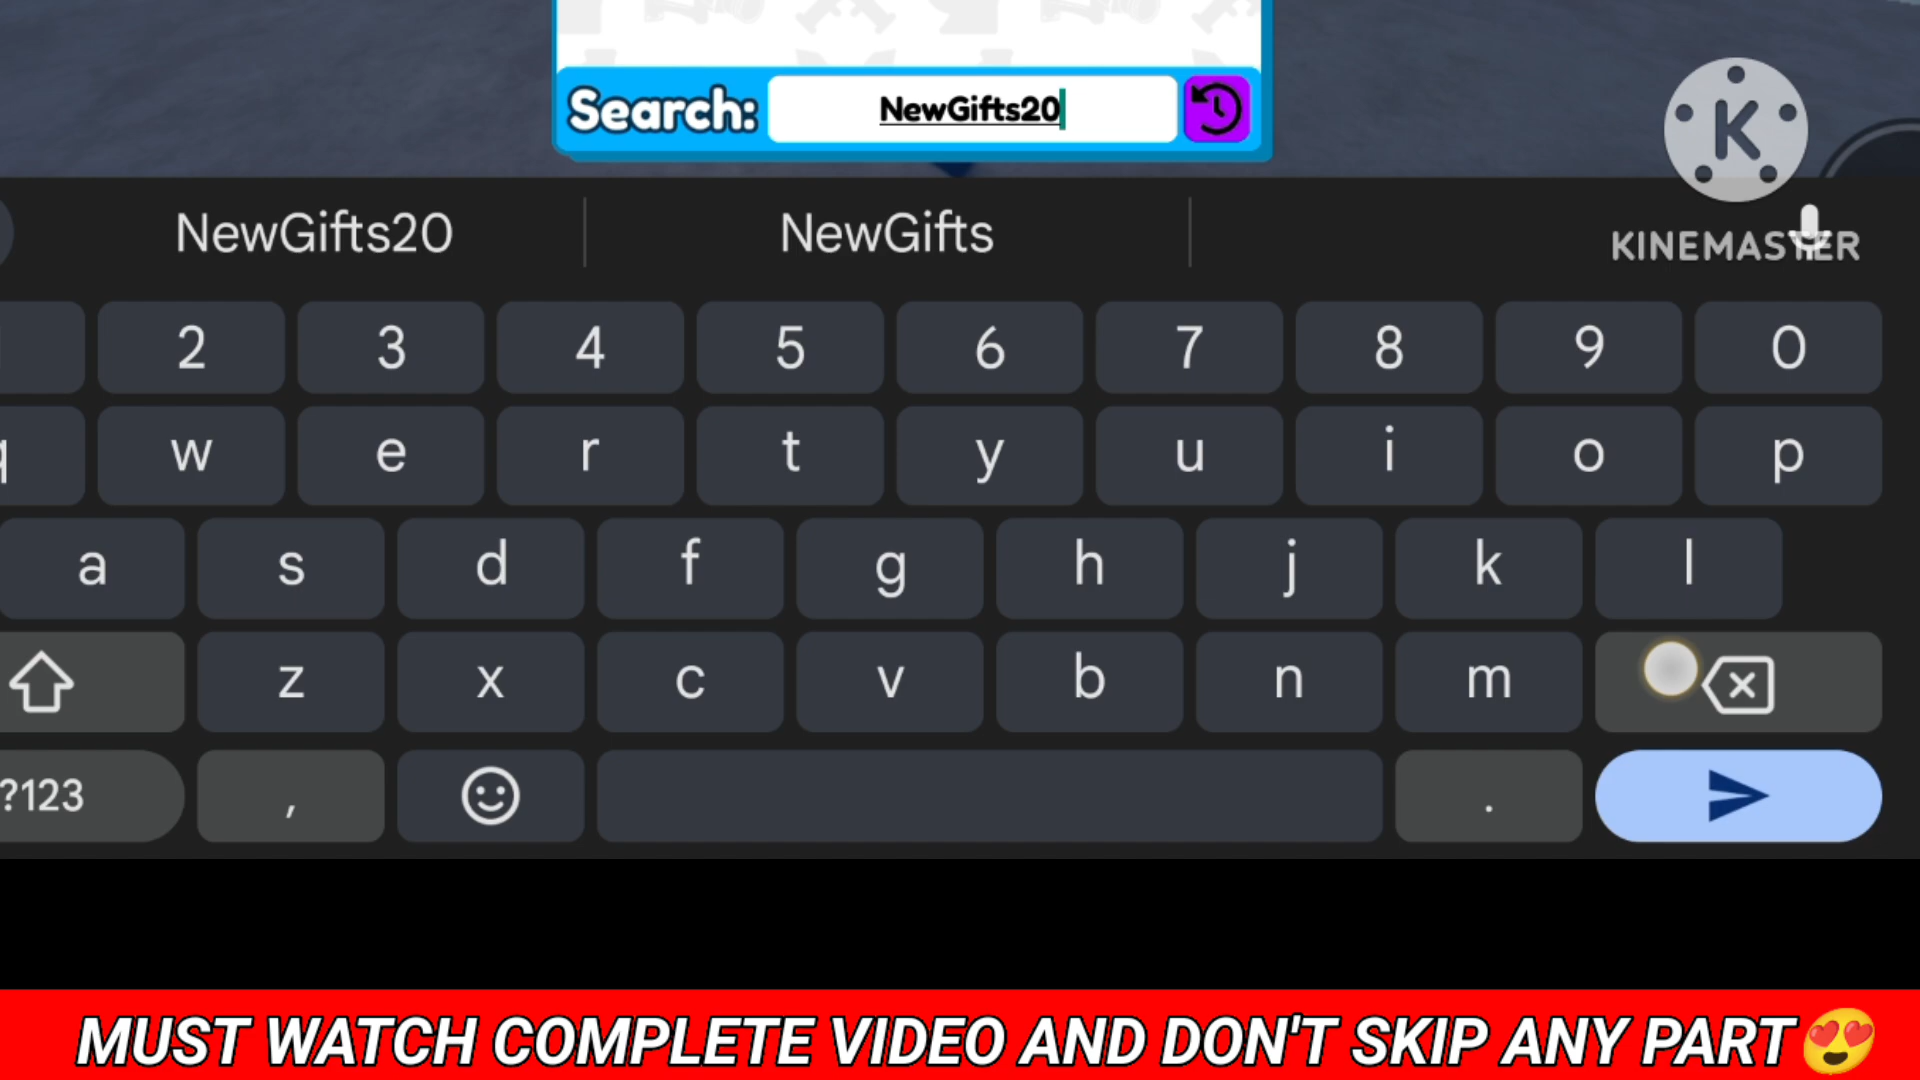 Search: NewGifts20
K
NewGifts20 NewGifts
KINEMASTER
2 3 4 5 6 7 8 9 0
q w e r t y u i o p
a s d f g h j k l
z x c v b n m
?123 , .
MUST WATCH COMPLETE VIDEO AND DON'T SKIP ANY PART😍